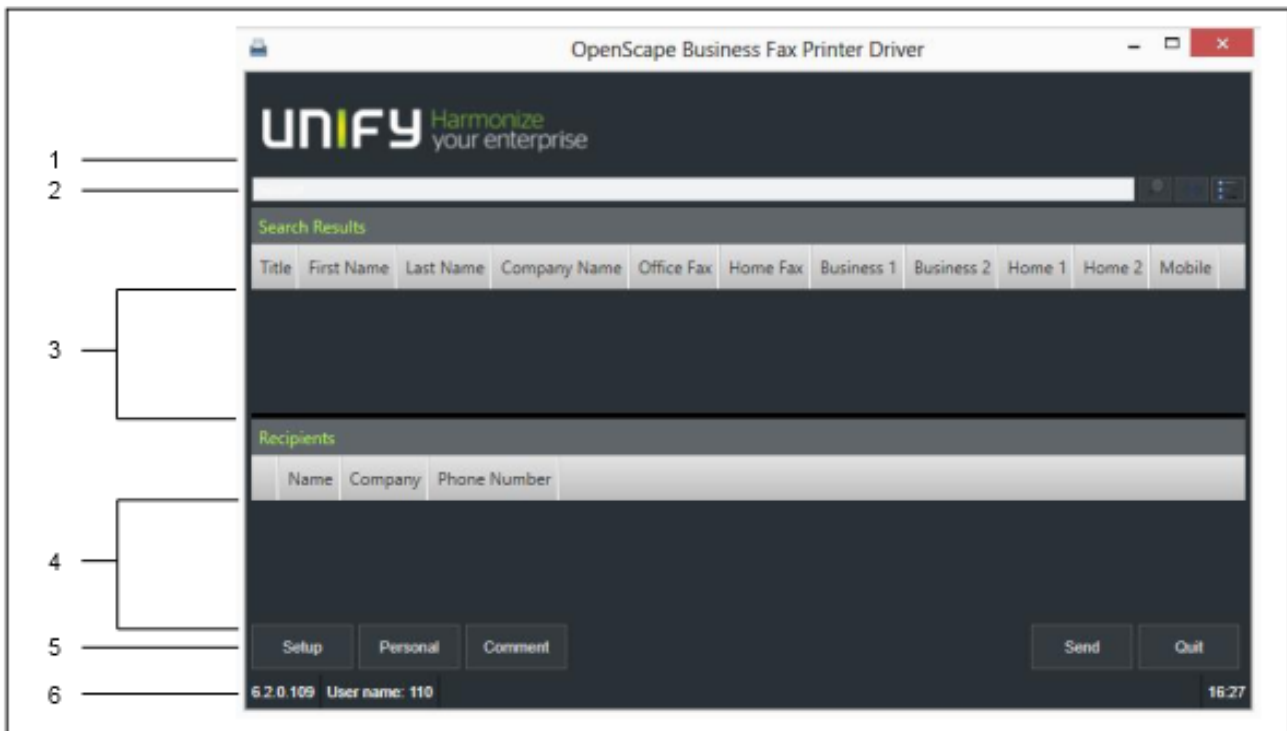 OpenScape Business Fax Printer Driver
UNIFY Harmonize
your enterprise
1
2
Search Results
Title First Name Last Name Company Name Office Fax Home Fax Business 1 Business 2 Home 1 Home 2 Mobile
3
Recipients
Name Company Phone Number
4
5 Setup Personal Comment Send Quit
6 6.2.0.109 User name: 110 16:27